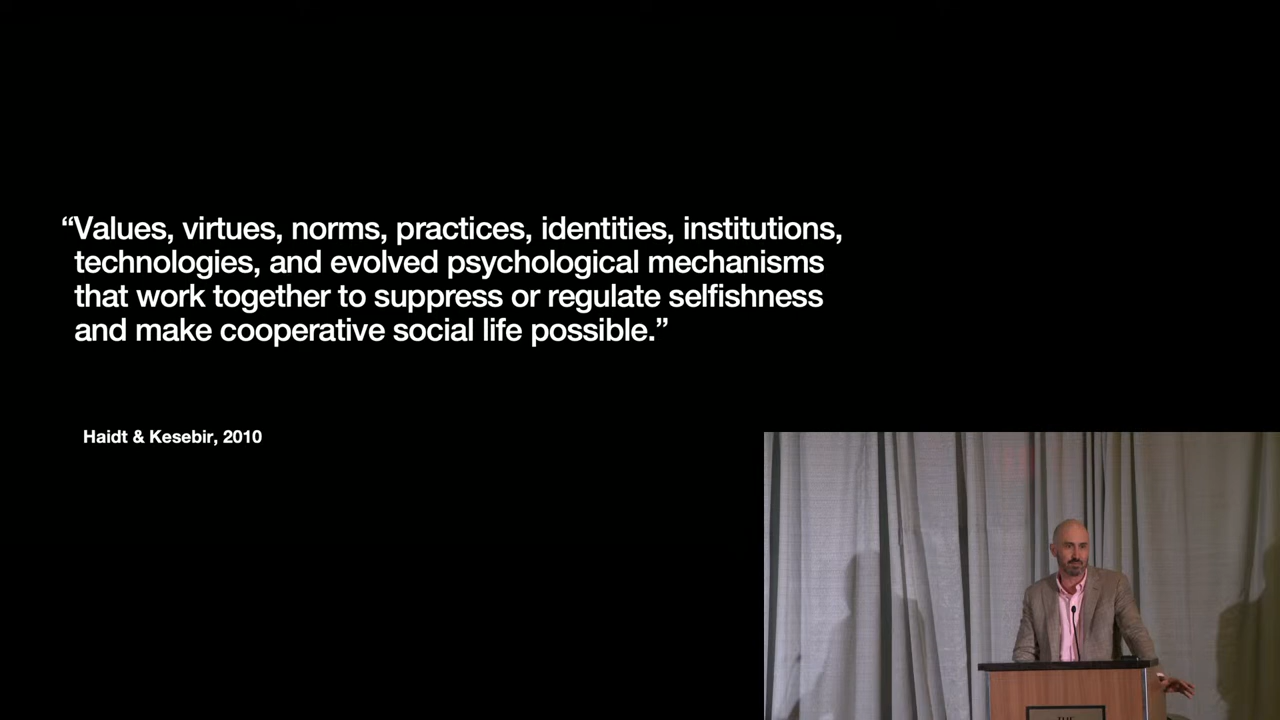 “Values, virtues, norms, practices, identities, institutions,
technologies, and evolved psychological mechanisms
that work together to suppress or regulate selfishness
and make cooperative social life possible.”
Haidt & Kesebir, 2010